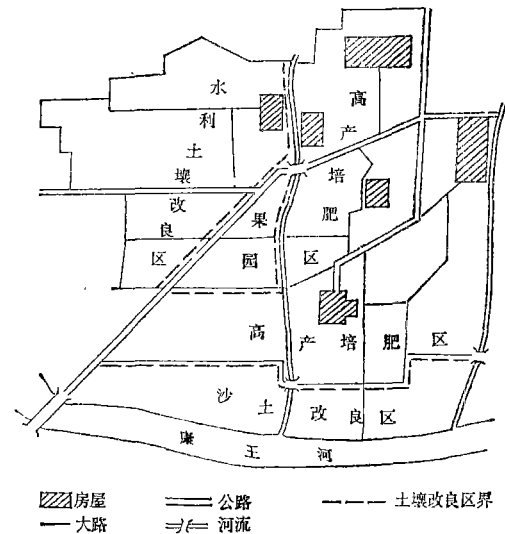 水利土壤改良区
高产培肥区
果园
高产培肥区
沙土改良区
康王河
房屋
公路
土壤改良区界
大路
河流